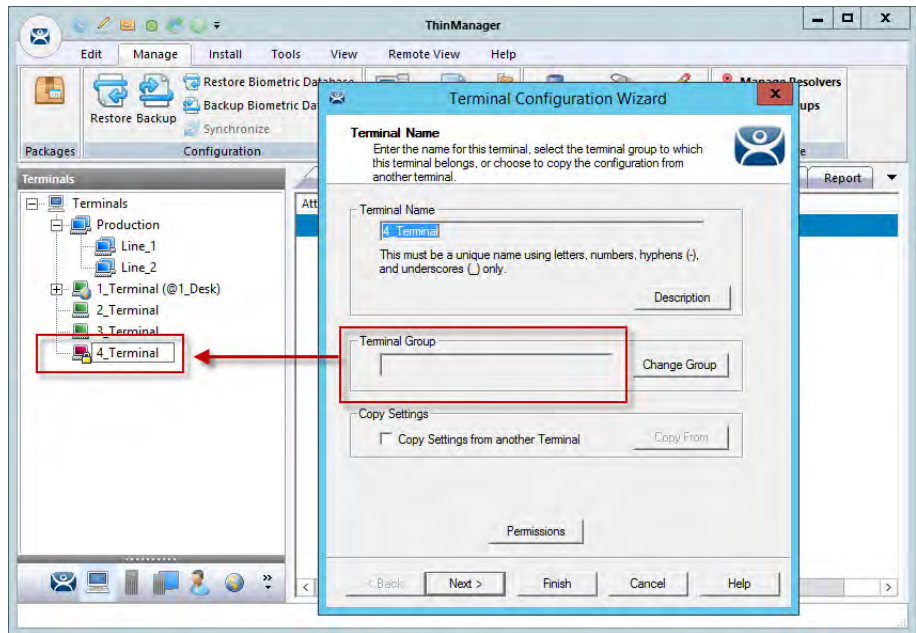 ThinManager
Edit Manage Install Tools View Remote View Help
Restore Biometric Database
Backup Biometric Da
Synchronize
Restore Backup
Manage Resolvers
ups
Packages
Configuration
e
Terminals
Att
Report
Terminals
Production
Line_1
Line_2
1_Terminal (@1_Desk)
2_Terminal
3_Terminal
4_Terminal
Terminal Configuration Wizard
x
Terminal Name
Enter the name for this terminal, select the terminal group to which
this terminal belongs, or choose to copy the configuration from
another terminal.
Terminal Name
4_Terminal
This must be a unique name using letters, numbers, hyphens (-),
and underscores (_) only.
Description
Terminal Group
Change Group
Copy Settings
Copy Settings from another Terminal
Copy From
Permissions
< Back Next > Finish Cancel Help